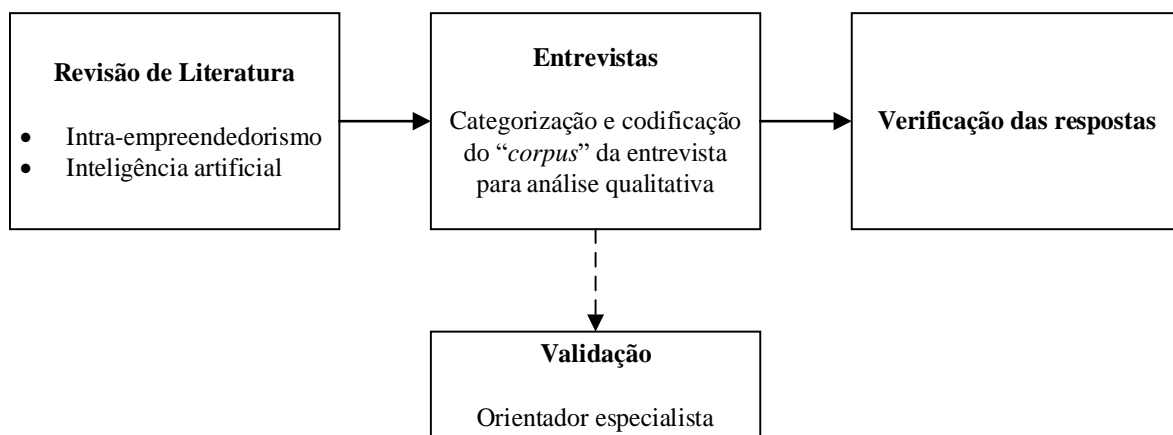 Revisão de Literatura
• Intra-empreendedorismo
• Inteligência artificial
Entrevistas
Categorização e codificação
do “corpus” da entrevista
para análise qualitativa
Verificação das respostas
Validação
Orientador especialista